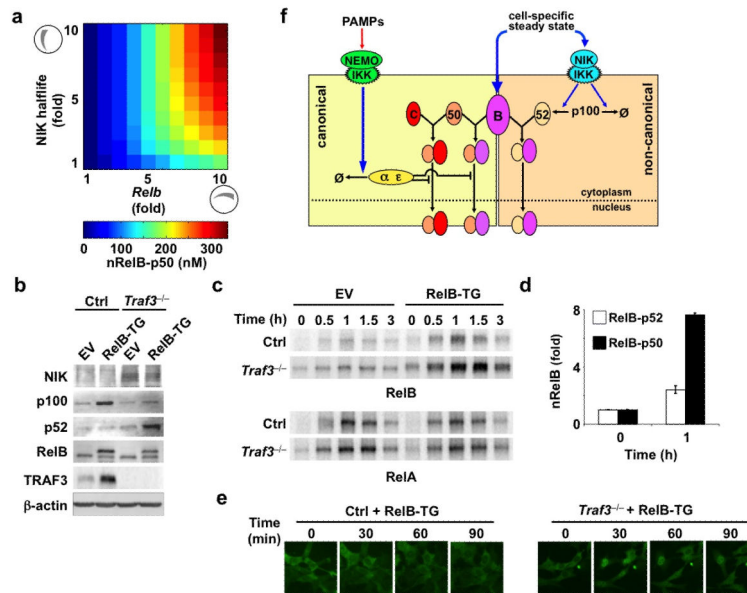 a
NIK halflife
(fold)
10
5
1
1 5 10
Relb
(fold)
0 100 200 300
nRelB-p50 (nM)
f
PAMPs
cell-specific
steady state
NEMO
IKK
NIK
IKK
canonical
non-canonical
C 50 B 52 p100 Ø
Ø α ε
cytoplasm
nucleus
b
Ctrl Traf3–/–
EV RelB-TG EV RelB-TG
NIK
p100
p52
RelB
TRAF3
β-actin
c
EV RelB-TG
Time (h) 0 0.5 1 1.5 3 0 0.5 1 1.5 3
Ctrl
Traf3–/–
RelB
Ctrl
Traf3–/–
RelA
d
nRelB (fold)
8
4
0
RelB-p52
RelB-p50
0 1
Time (h)
e
Ctrl + RelB-TG Traf3–/– + RelB-TG
Time
(min)
0 30 60 90 0 30 60 90